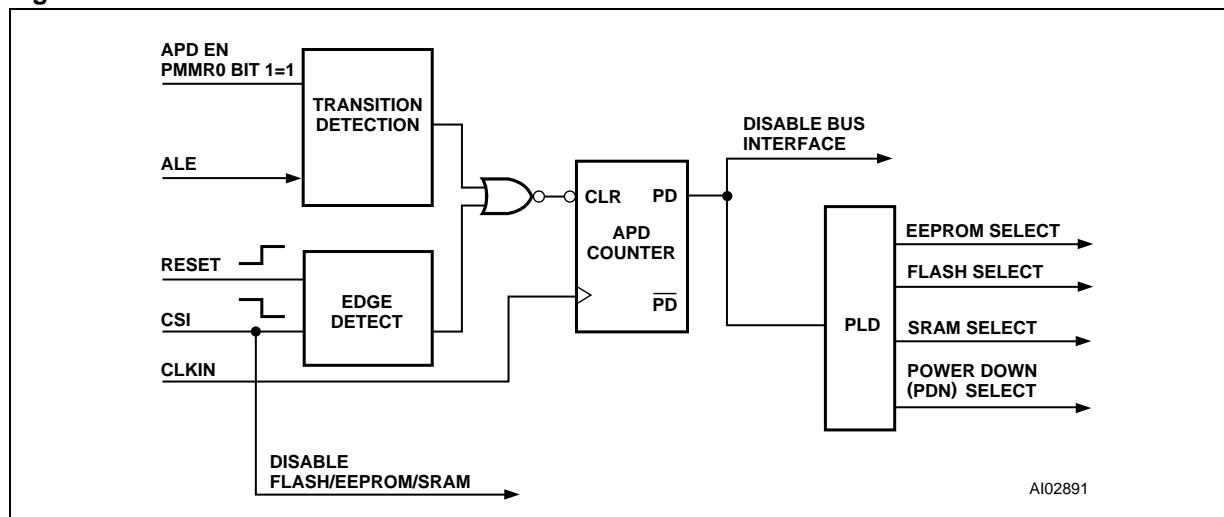 APD EN
PMMR0 BIT 1=1
TRANSITION
DETECTION
ALE
RESET
CSI
CLKIN
EDGE
DETECT
CLR
PD
APD
COUNTER
PD
DISABLE BUS
INTERFACE
PLD
EEPROM SELECT
FLASH SELECT
SRAM SELECT
POWER DOWN
(PDN) SELECT
DISABLE
FLASH/EEPROM/SRAM
AI02891